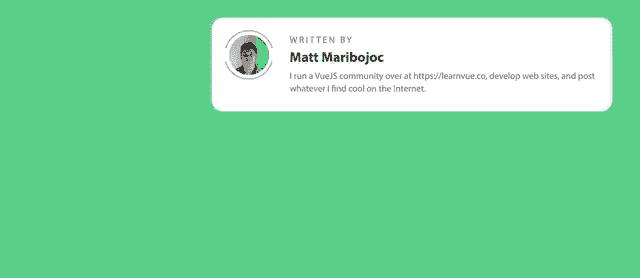 WRITTEN BY
Matt Maribojoc
I run a VueJS community over at https://learnvue.co, develop web sites, and post
whatever I find cool on the Internet.